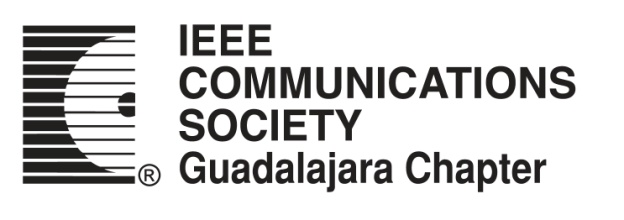 IEEE
COMMUNICATIONS
SOCIETY
® Guadalajara Chapter